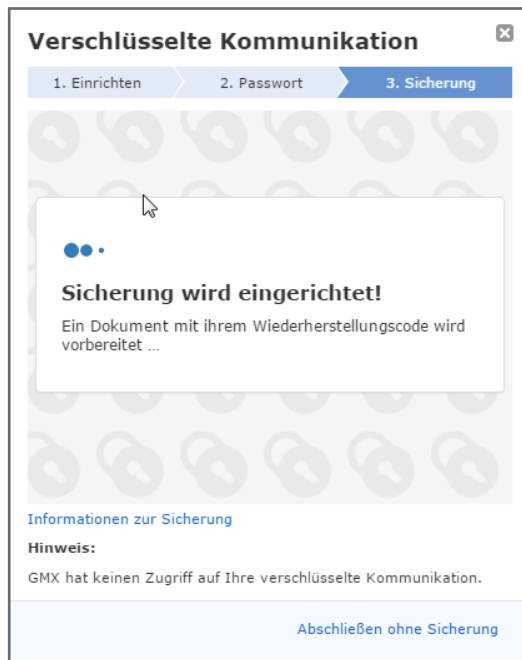 Verschlüsselte Kommunikation
1. Einrichten
2. Passwort
3. Sicherung
Sicherung wird eingerichtet!
Ein Dokument mit ihrem Wiederherstellungscode wird
vorbereitet ...
Informationen zur Sicherung
Hinweis:
GMX hat keinen Zugriff auf Ihre verschlüsselte Kommunikation.
Abschließen ohne Sicherung